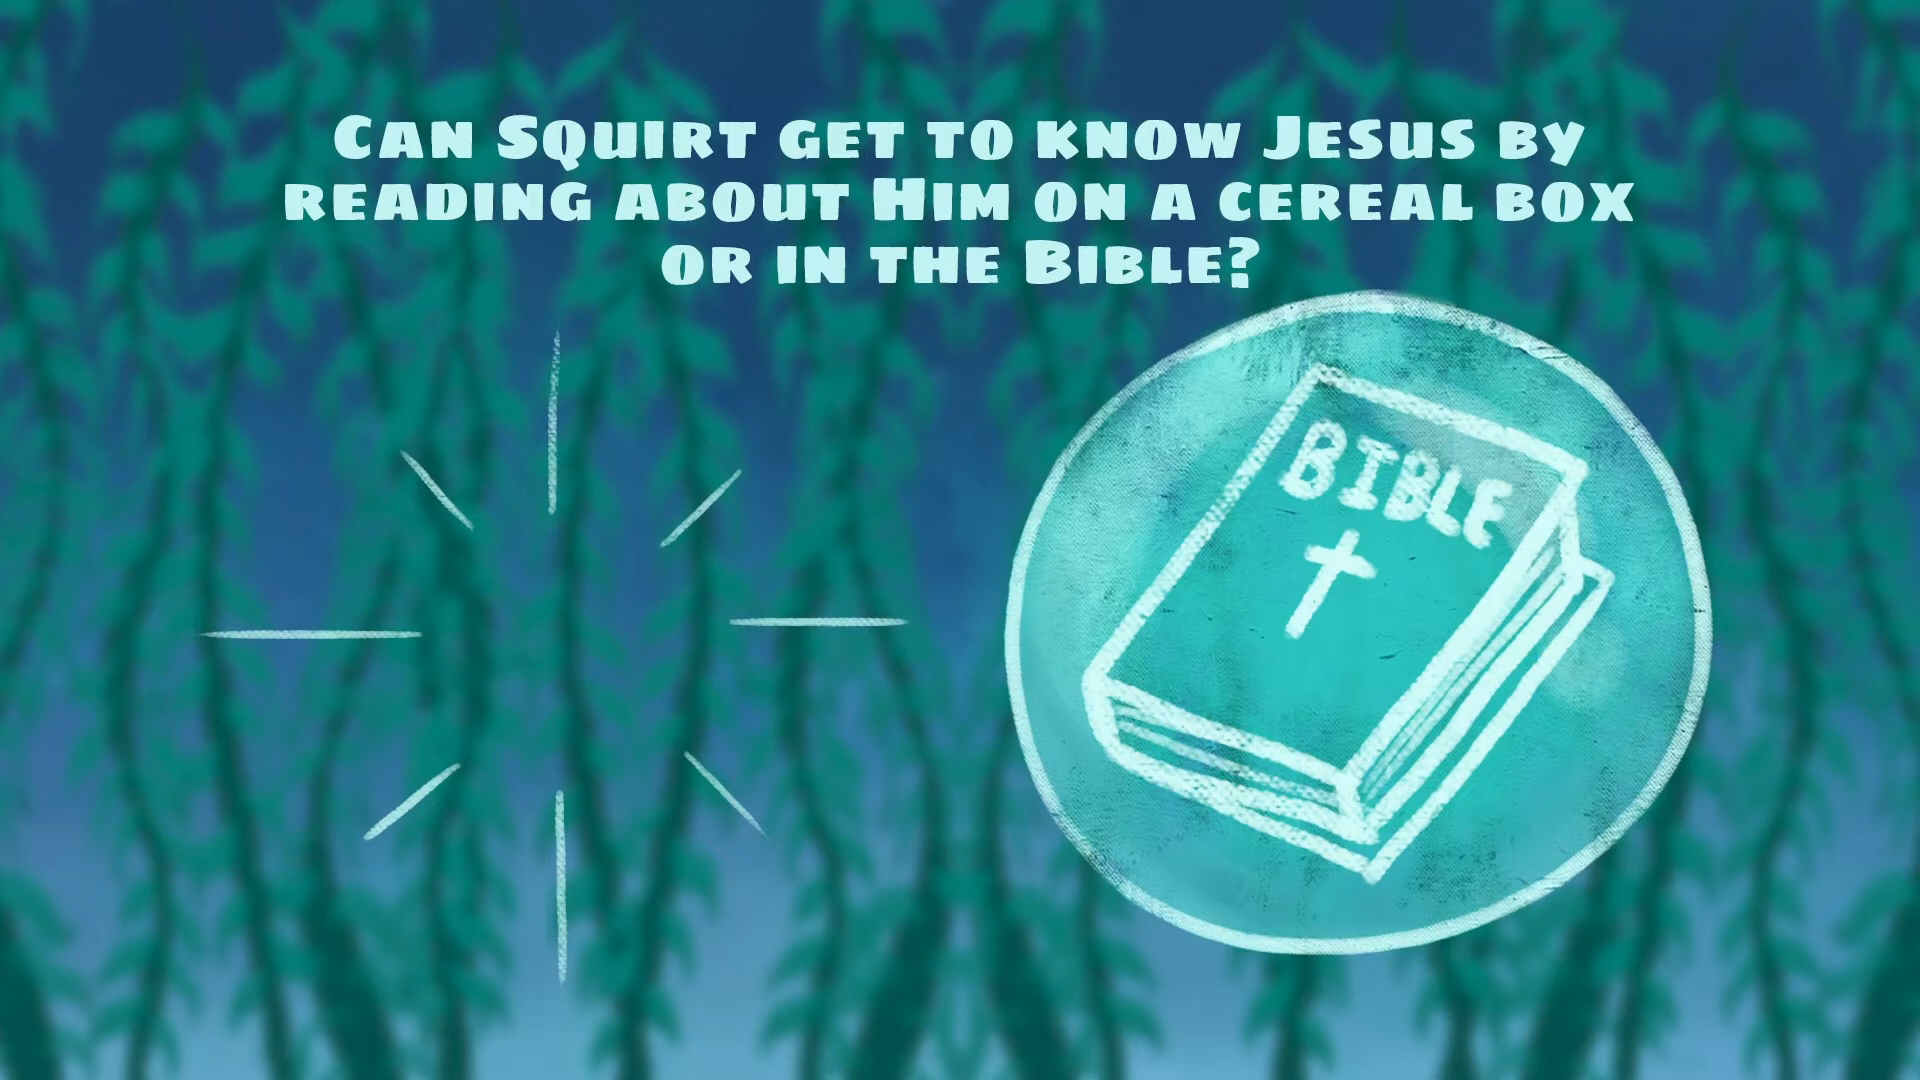 Can Squirt get to know Jesus by
reading about Him on a cereal box
or in the Bible?
BIBLE